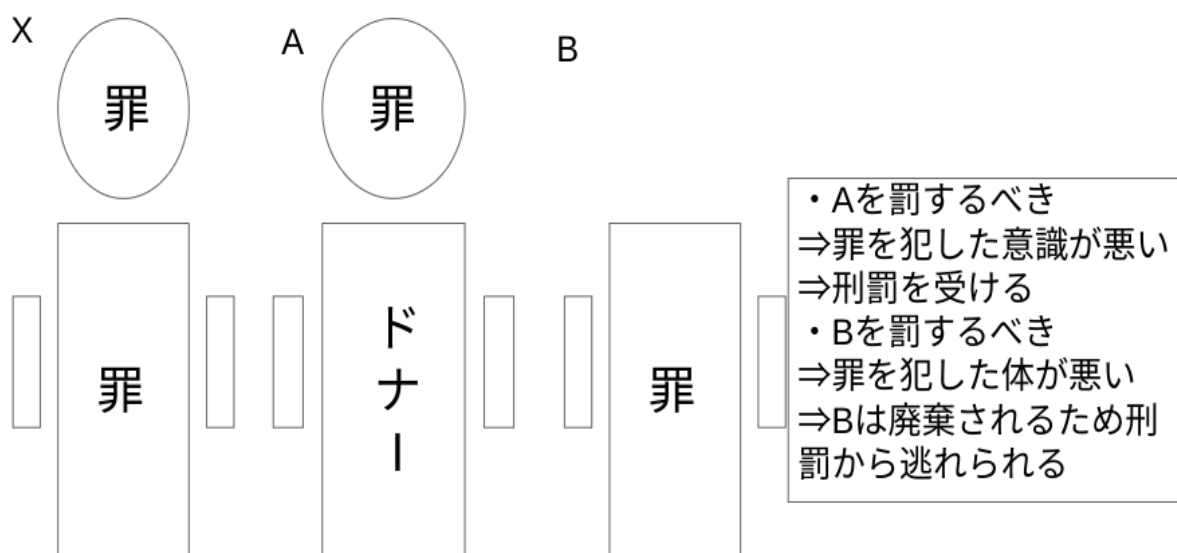 X
A
B
罪
罪
罪
ドナー
罪
・Aを罰するべき
⇒罪を犯した意識が悪い
⇒刑罰を受ける
・Bを罰するべき
⇒罪を犯した体が悪い
⇒Bは廃棄されるため刑
罰から逃れられる